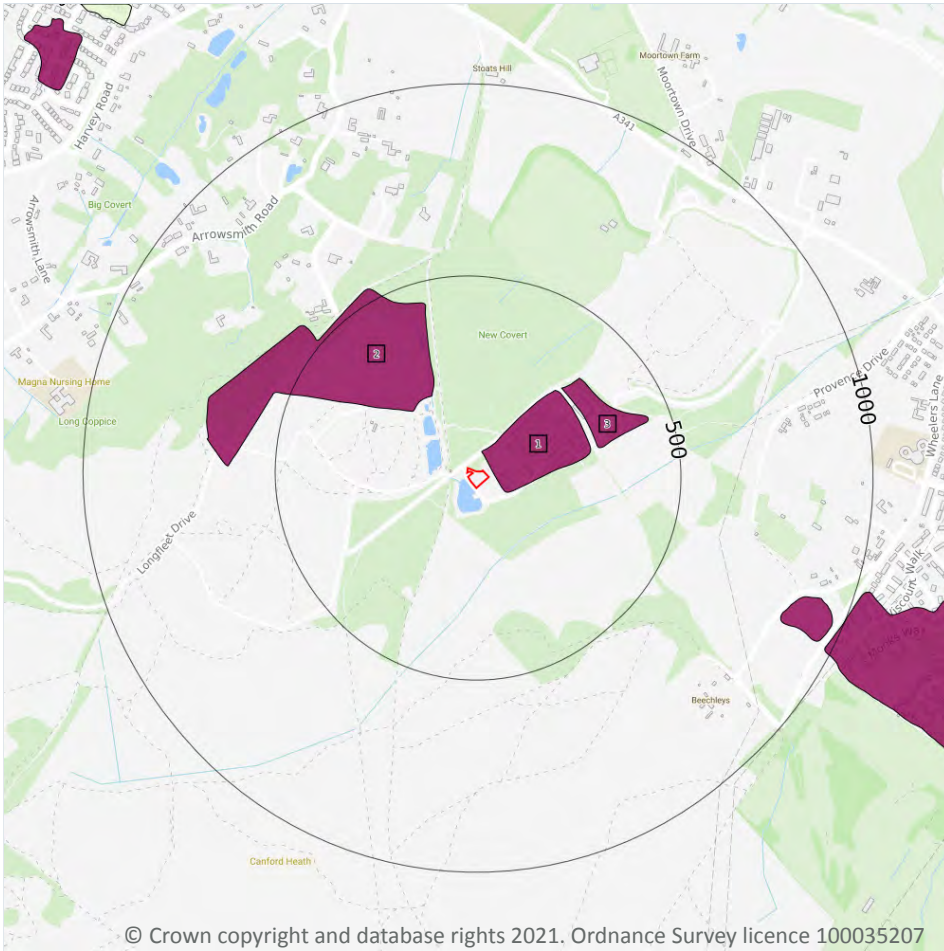 Stoats Hill
Moortown Farm
Moortown Drive
A341
Harvey Road
Big Covert
Arrowsmith Road
Arrowsmith Lane
New Covert
2
Magna Nursing Home
Long Coppice
1
3
500
1000
Provence Drive
Wheelers Lane
Longfleet Drive
Beechleys
Canford Heath
© Crown copyright and database rights 2021. Ordnance Survey licence 100035207